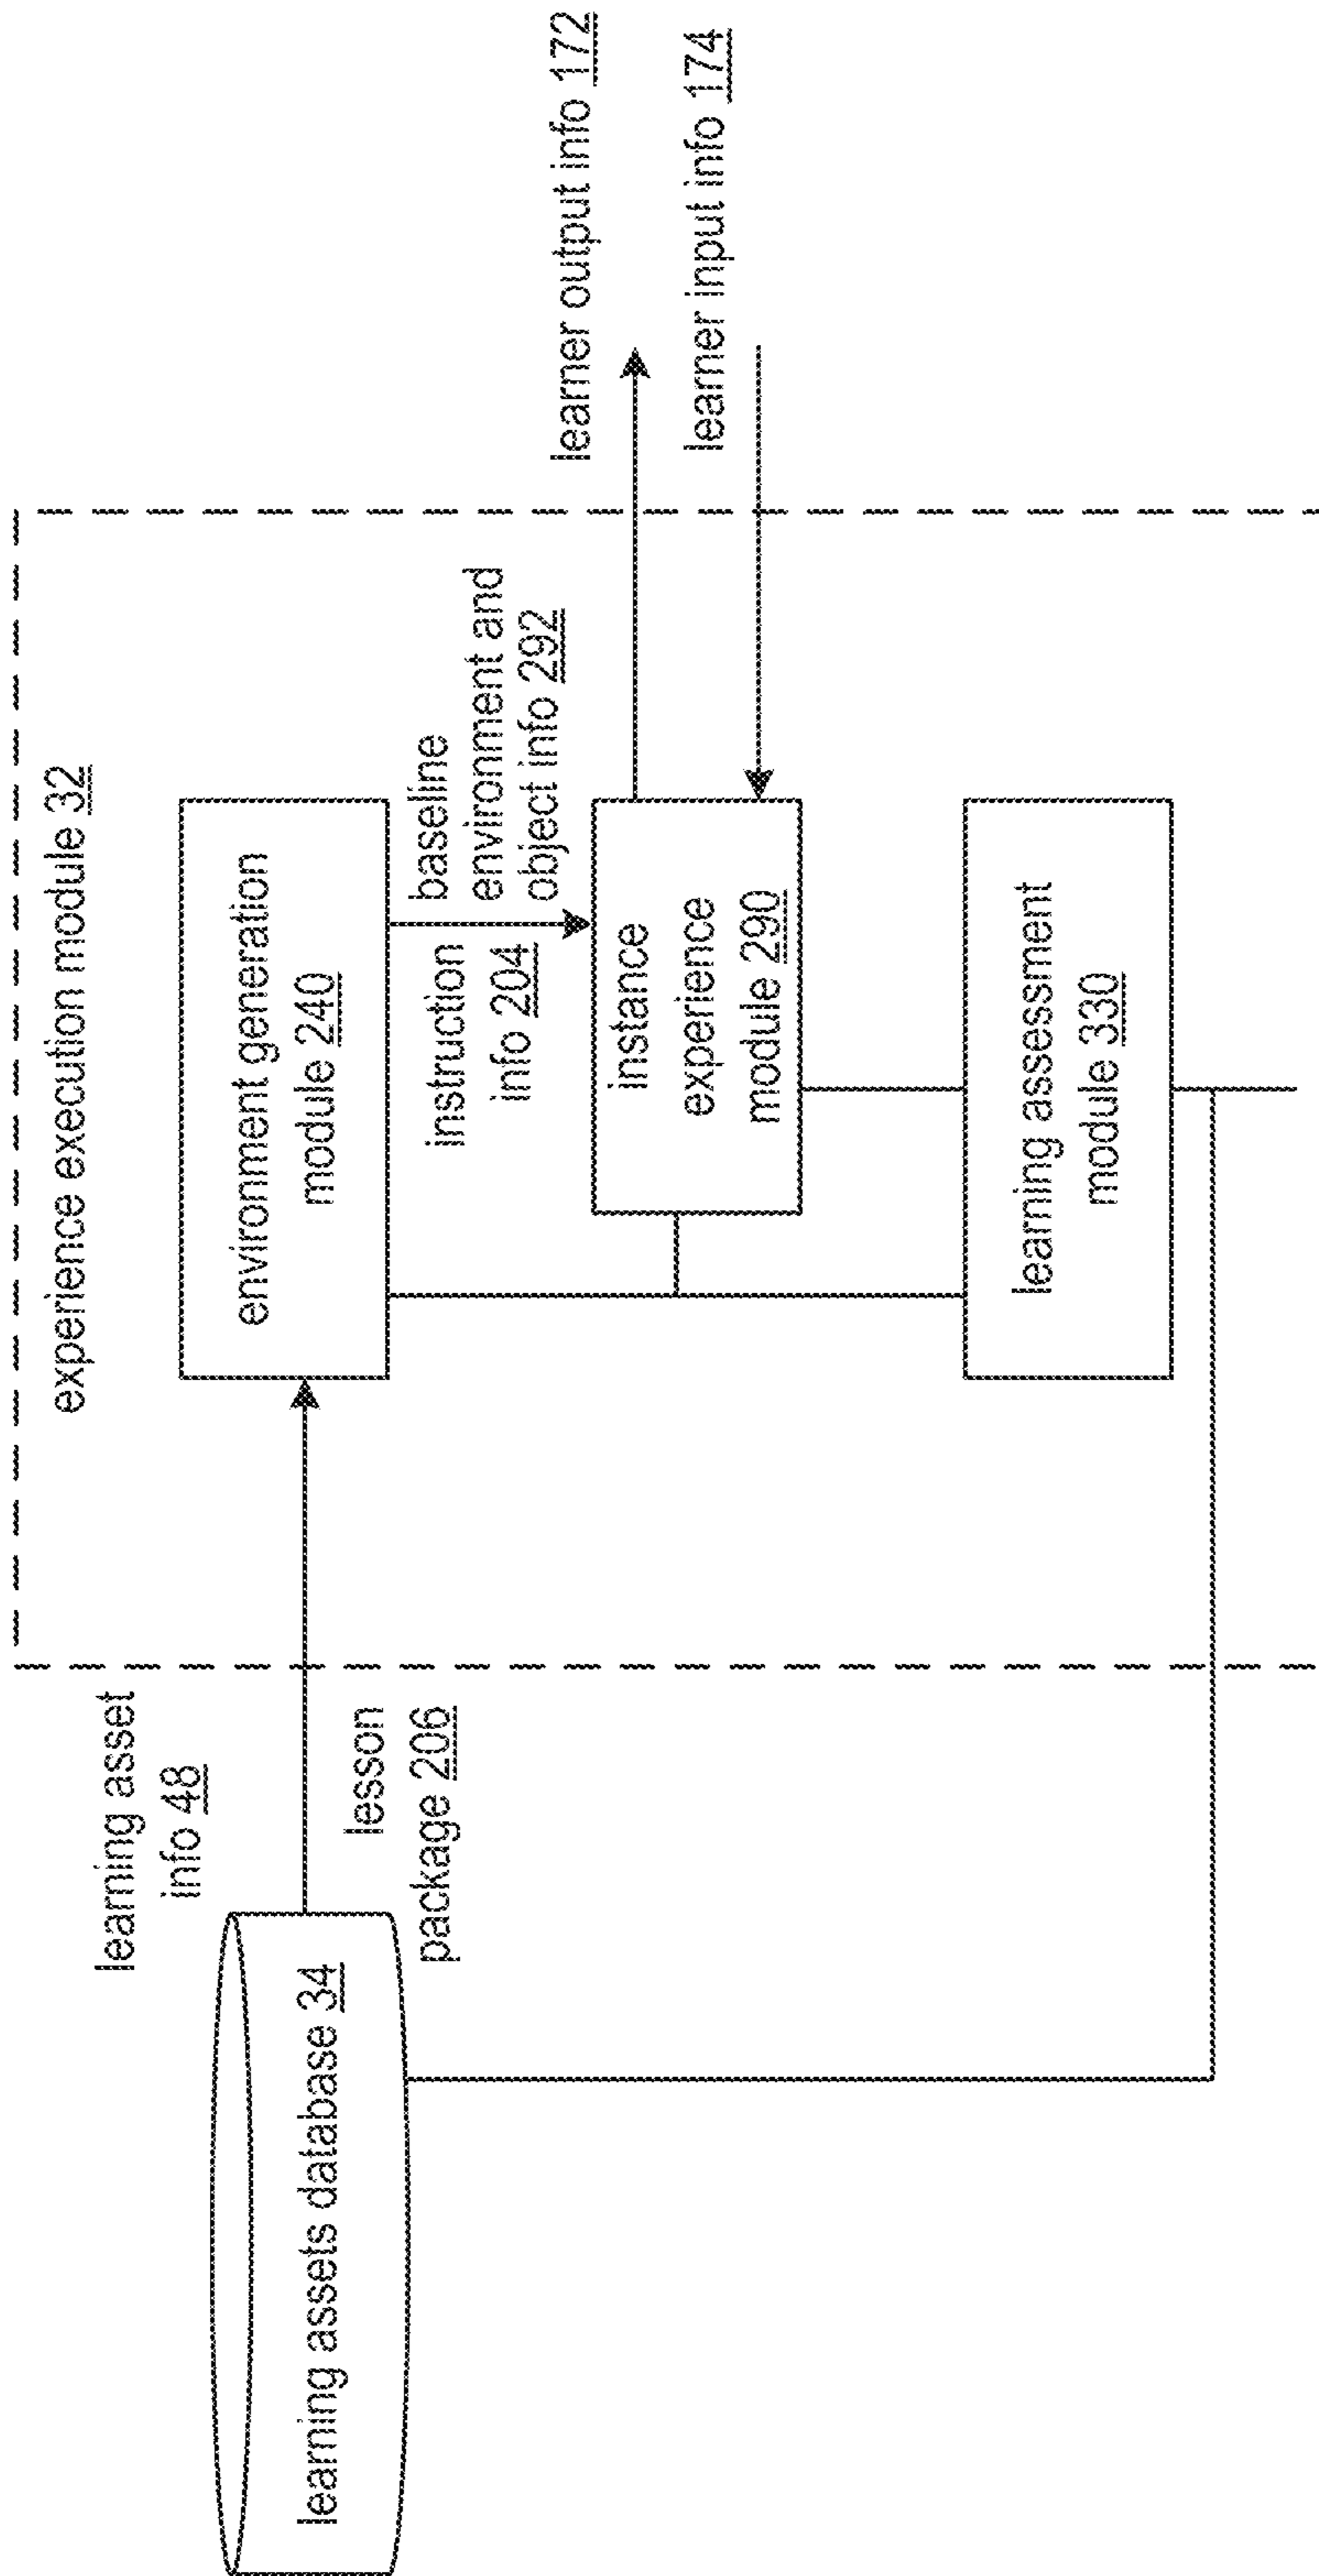 learning assets database 34
learning asset
info 48
lesson
package 206
experience execution module 32
environment generation
module 240
instruction
info 204
baseline
environment and
object info 292
instance
experience
module 290
learning assessment
module 330
learner output info 172
learner input info 174